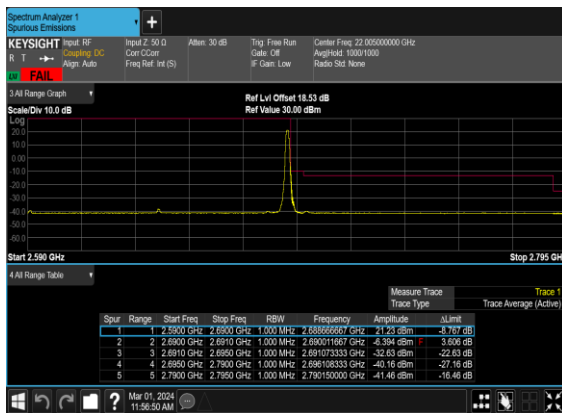 Spectrum Analyzer 1
Spurious Emissions
+
KEYSIGHT Input: RF Input Z: 50 Ω Atten: 30 dB Trig: Free Run Center Freq: 22.005000000 GHz
R T Coupling: DC Corr CCorr Gate: Off Avg|Hold: 1000/1000
Align: Auto Freq Ref: Int (S) IF Gain: Low Radio Std: None
FAIL
3 All Range Graph
Ref Lvl Offset 18.53 dB
Scale/Div 10.0 dB Ref Value 30.00 dBm
Log
20.0
10.0
0.00
-10.0
-20.0
-30.0
-40.0
-50.0
-60.0
Start 2.590 GHz Stop 2.795 GH
4 All Range Table
Measure Trace Trace 1
Trace Type Trace Average (Active)
Spur Range Start Freq Stop Freq RBW Frequency Amplitude ΔLimit
1 1 2.5900 GHz 2.6900 GHz 1.000 MHz 2.688666667 GHz 21.23 dBm -8.767 dB
2 2 2.6900 GHz 2.6910 GHz 1.000 MHz 2.690011667 GHz -6.394 dBm F 3.606 dB
3 3 2.6910 GHz 2.6950 GHz 1.000 MHz 2.691073333 GHz -32.63 dBm -22.63 dB
4 4 2.6950 GHz 2.7900 GHz 1.000 MHz 2.696108333 GHz -40.16 dBm -27.16 dB
5 5 2.7900 GHz 2.7950 GHz 1.000 MHz 2.790150000 GHz -41.46 dBm -16.46 dB
? Mar 01, 2024
11:56:50 AM